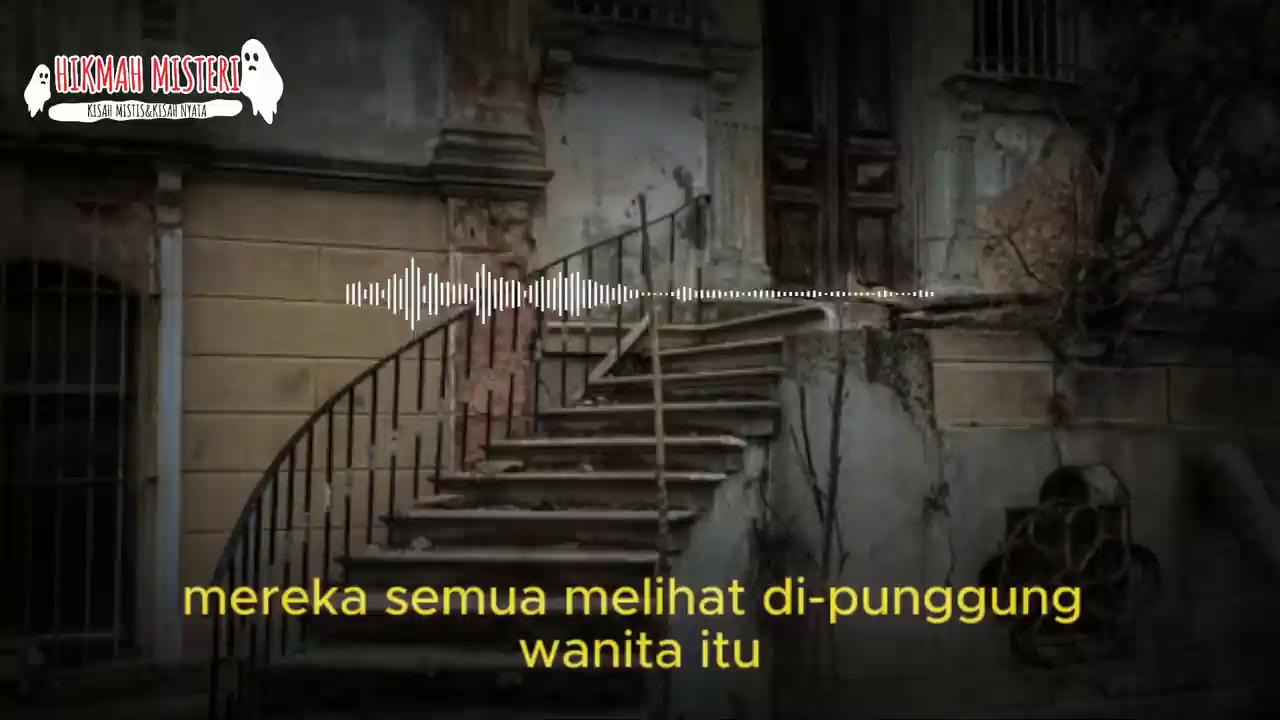 HIKMAH MISTERI
KISAH MISTIS&KISAH NYATA
mereka semua melihat di-punggung
wanita itu